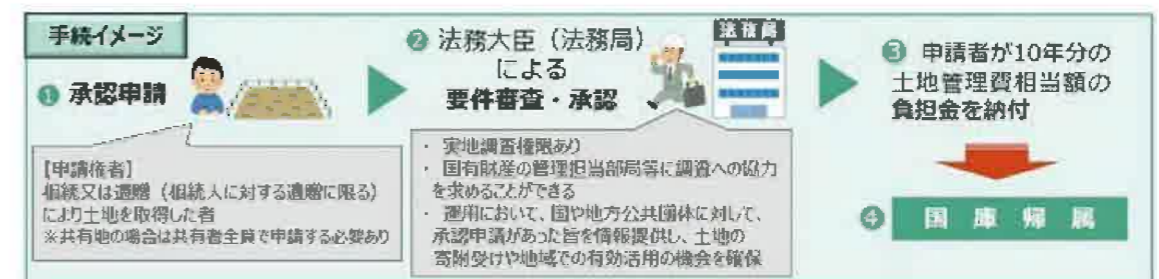 手続イメージ
❶ 承認申請
【申請権者】
相続又は遺贈（相続人に対する遺贈に限る）
により土地を取得した者
※共有地の場合は共有者全員で申請する必要あり
❷ 法務大臣（法務局）
による
要件審査・承認
法務局
・ 実地調査権限あり
・ 国有財産の管理担当部局等に調査への協力
を求めることができる
・ 運用において、国や地方公共団体に対して、
承認申請があった旨を情報提供し、土地の
寄附受けや地域での有効活用の機会を確保
❸ 申請者が10年分の
土地管理費相当額の
負担金を納付
❹ 国庫帰属